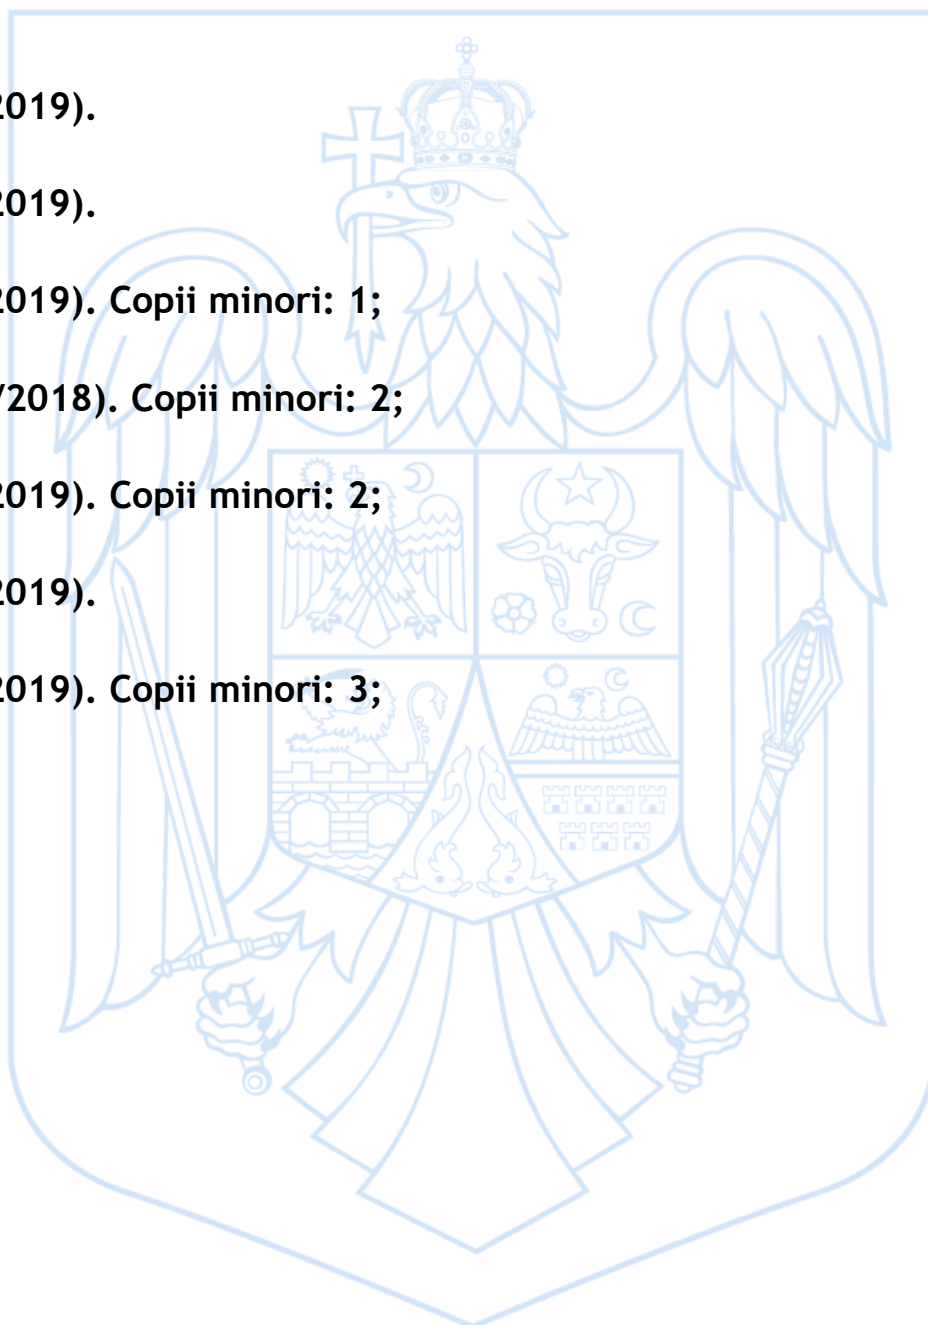 2019).
2019).
2019). Copii minori: 1;
/2018). Copii minori: 2;
2019). Copii minori: 2;
2019).
2019). Copii minori: 3;